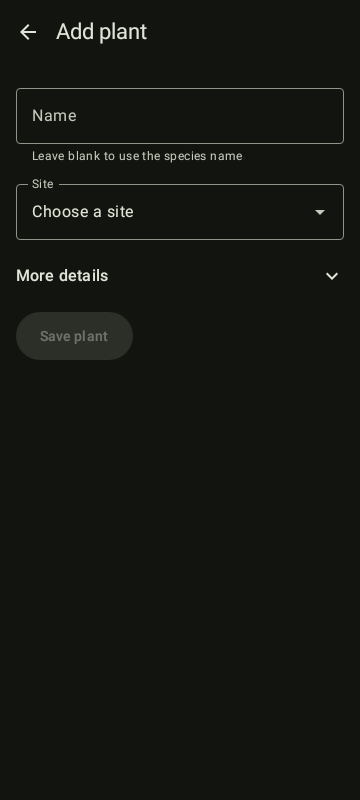 Add plant
Name
Leave blank to use the species name
Site
Choose a site
More details
Save plant